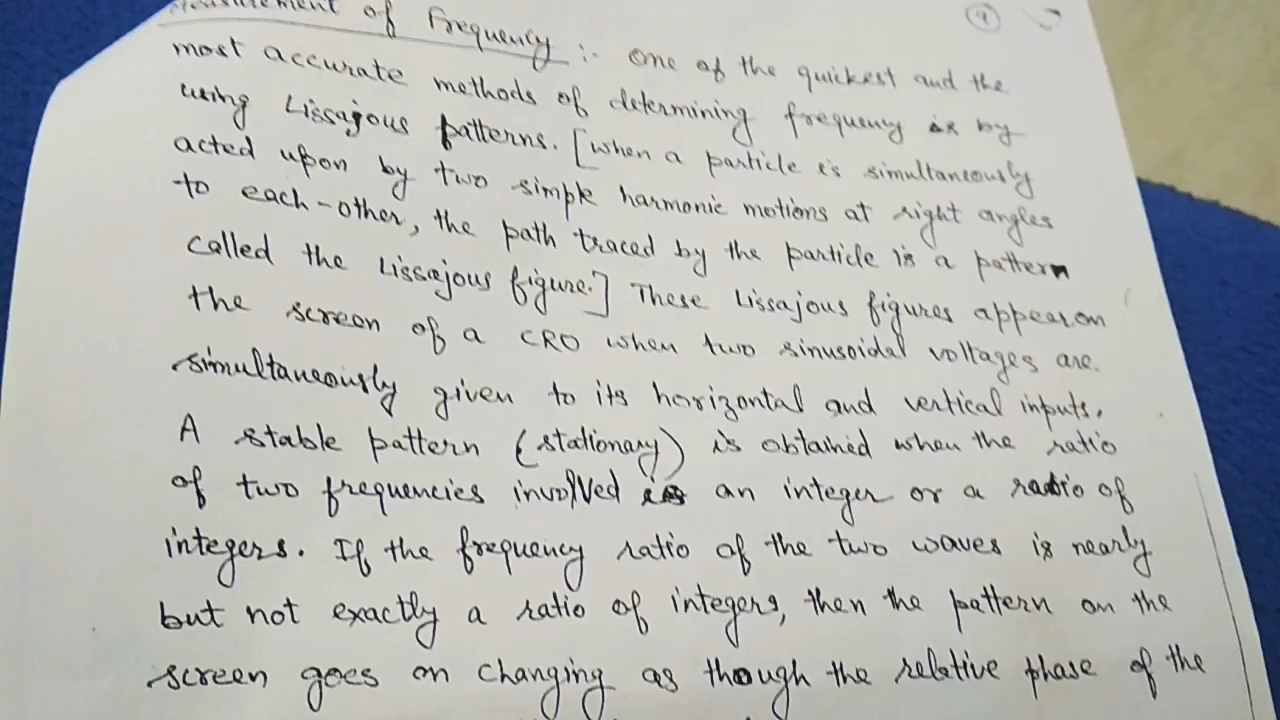 Measurement of Frequency :- One of the quickest and the
most accurate methods of determining frequency is by
using Lissajous patterns. [when a particle is simultaneously
acted upon by two simple harmonic motions at right angles
to each-other, the path traced by the particle is a pattern
called the Lissajous figure.] These Lissajous figures appear on
the screen of a CRO when two sinusoidal voltages are
simultaneously given to its horizontal and vertical inputs.
A stable pattern (stationary) is obtained when the ratio
of two frequencies involved is an integer or a ratio of
integers. If the frequency ratio of the two waves is nearly
but not exactly a ratio of integers, then the pattern on the
screen goes on changing as though the relative phase of the